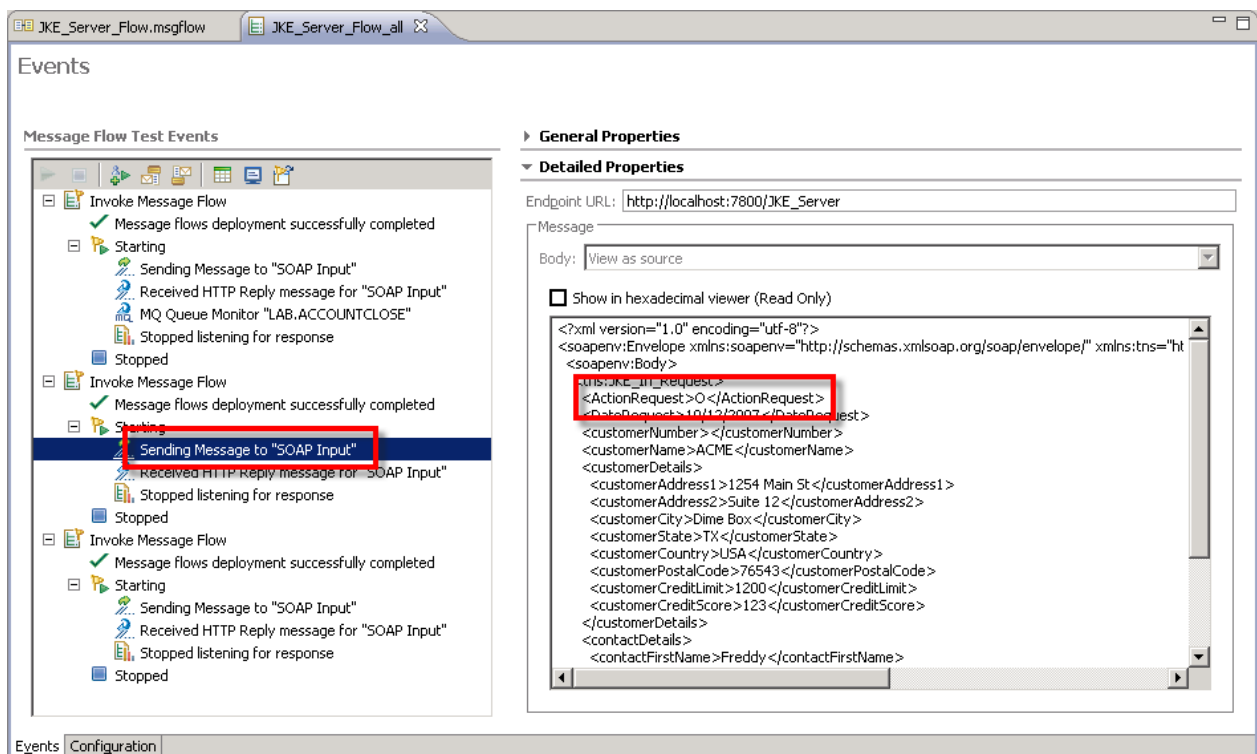 JKE_Server_Flow.msgflow
JKE_Server_Flow_all
Events
Message Flow Test Events
Invoke Message Flow
Message flows deployment successfully completed
Starting
Sending Message to "SOAP Input"
Received HTTP Reply message for "SOAP Input"
MQ Queue Monitor "LAB.ACCOUNTCLOSE"
Stopped listening for response
Stopped
Invoke Message Flow
Message flows deployment successfully completed
Starting
Sending Message to "SOAP Input"
Received HTTP Reply message for "SOAP Input"
Stopped listening for response
Stopped
Invoke Message Flow
Message flows deployment successfully completed
Starting
Sending Message to "SOAP Input"
Received HTTP Reply message for "SOAP Input"
Stopped listening for response
Stopped
General Properties
Detailed Properties
Endpoint URL: http://localhost:7800/JKE_Server
Message
Body: View as source
Show in hexadecimal viewer (Read Only)
<?xml version="1.0" encoding="utf-8"?>
<soapenv:Envelope xmlns:soapenv="http://schemas.xmlsoap.org/soap/envelope/" xmlns:tns="ht
<soapenv:Body>
<tns:JKE_In_Request>
<ActionRequest>O</ActionRequest>
<DateRequest>10/12/2007</DateRequest>
<customerNumber></customerNumber>
<customerName>ACME</customerName>
<customerDetails>
<customerAddress1>1254 Main St</customerAddress1>
<customerAddress2>Suite 12</customerAddress2>
<customerCity>Dime Box</customerCity>
<customerState>TX</customerState>
<customerCountry>USA</customerCountry>
<customerPostalCode>76543</customerPostalCode>
<customerCreditLimit>1200</customerCreditLimit>
<customerCreditScore>123</customerCreditScore>
</customerDetails>
<contactDetails>
<contactFirstName>Freddy</contactFirstName>
Events
Configuration